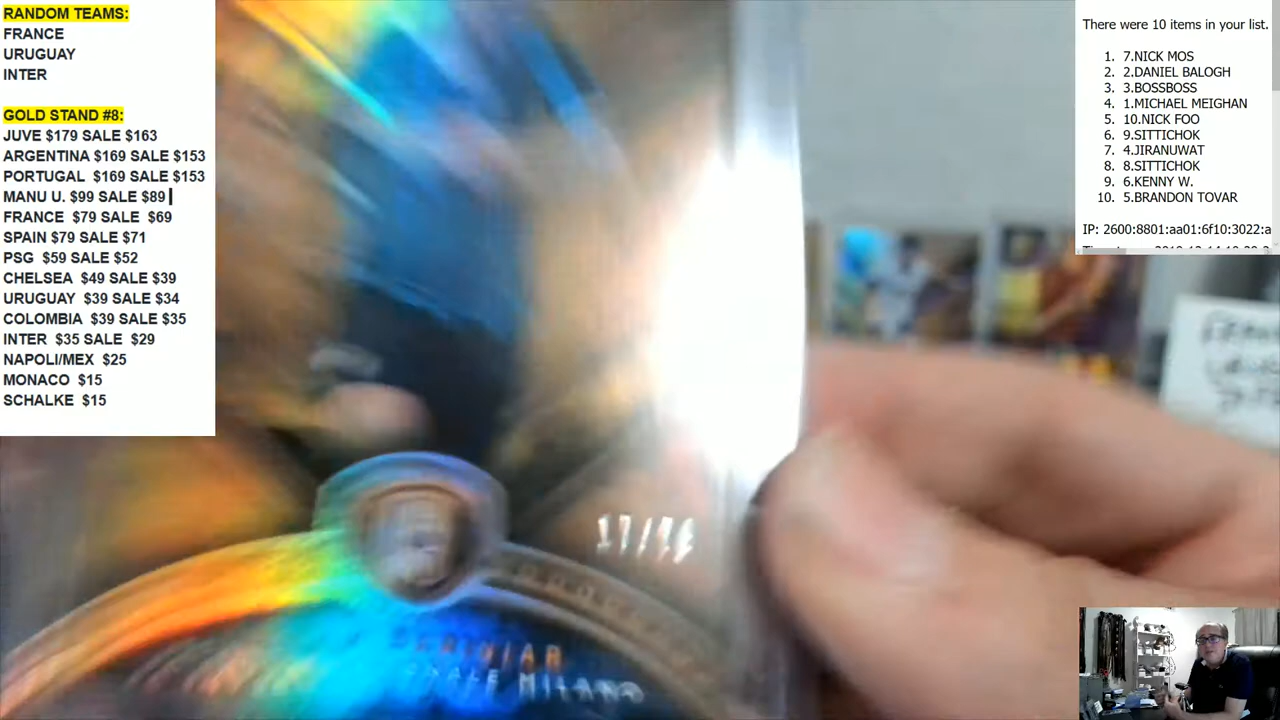 RANDOM TEAMS:
FRANCE
URUGUAY
INTER
GOLD STAND #8:
JUVE $179 SALE $163
ARGENTINA $169 SALE $153
PORTUGAL $169 SALE $153
MANU U. $99 SALE $89
FRANCE $79 SALE $69
SPAIN $79 SALE $71
PSG $59 SALE $52
CHELSEA $49 SALE $39
URUGUAY $39 SALE $34
COLOMBIA $39 SALE $35
INTER $35 SALE $29
NAPOLI/MEX $25
MONACO $15
SCHALKE $15
There were 10 items in your list.
1. 7.NICK MOS
2. 2.DANIEL BALOGH
3. 3.BOSSBOSS
4. 1.MICHAEL MEIGHAN
5. 10.NICK FOO
6. 9.SITTICHOK
7. 4.JIRANUWAT
8. 8.SITTICHOK
9. 6.KENNY W.
10. 5.BRANDON TOVAR
IP: 2600:8801:aa01:6f10:3022:a
MILANO